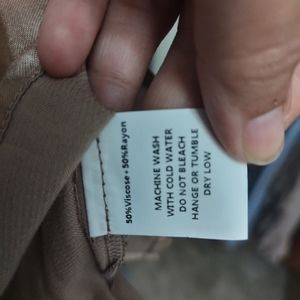 50%Viscose+50%Rayon
MACHINE WASH
WITH COLD WATER
DO NOT BLEACH
HANGE OR TUMBLE
DRY LOW